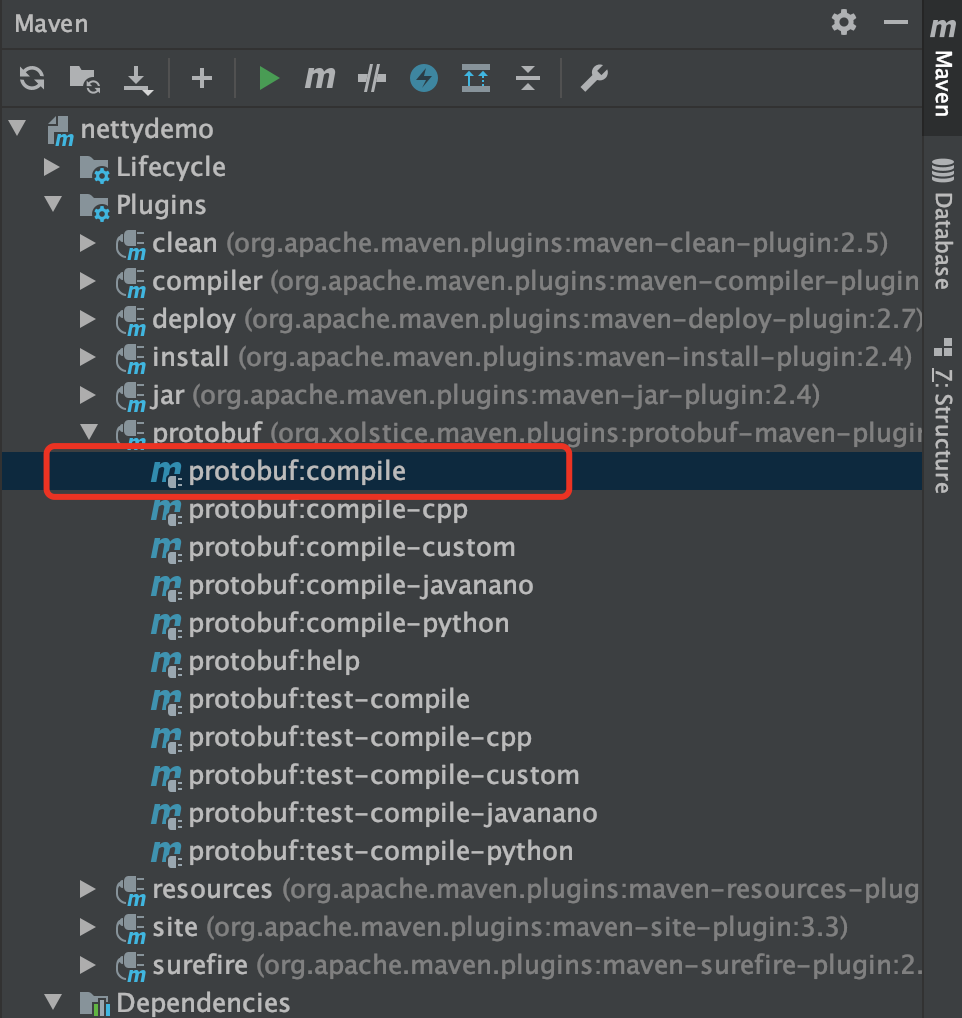 Maven
nettydemo
Lifecycle
Plugins
clean (org.apache.maven.plugins:maven-clean-plugin:2.5)
compiler (org.apache.maven.plugins:maven-compiler-plugin
deploy (org.apache.maven.plugins:maven-deploy-plugin:2.7)
install (org.apache.maven.plugins:maven-install-plugin:2.4)
jar (org.apache.maven.plugins:maven-jar-plugin:2.4)
protobuf (org.xolstice.maven.plugins:protobuf-maven-plugi
protobuf:compile
protobuf:compile-cpp
protobuf:compile-custom
protobuf:compile-javanano
protobuf:compile-python
protobuf:help
protobuf:test-compile
protobuf:test-compile-cpp
protobuf:test-compile-custom
protobuf:test-compile-javanano
protobuf:test-compile-python
resources (org.apache.maven.plugins:maven-resources-plug
site (org.apache.maven.plugins:maven-site-plugin:3.3)
surefire (org.apache.maven.plugins:maven-surefire-plugin:2.
Dependencies
Maven
Database
7: Structure